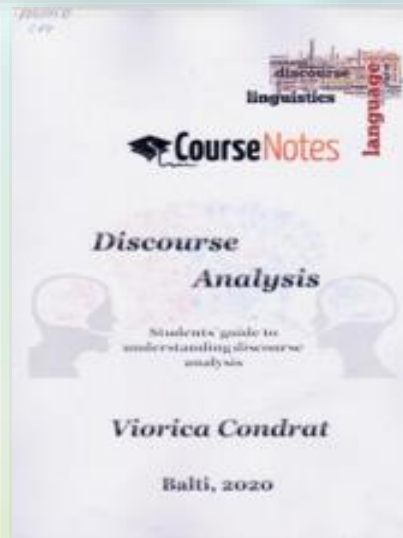 discourse
linguistics
language
CourseNotes
Discourse
Analysis
Students' guide to
understanding discourse
analysis
Viorica Condrat
Balti, 2020